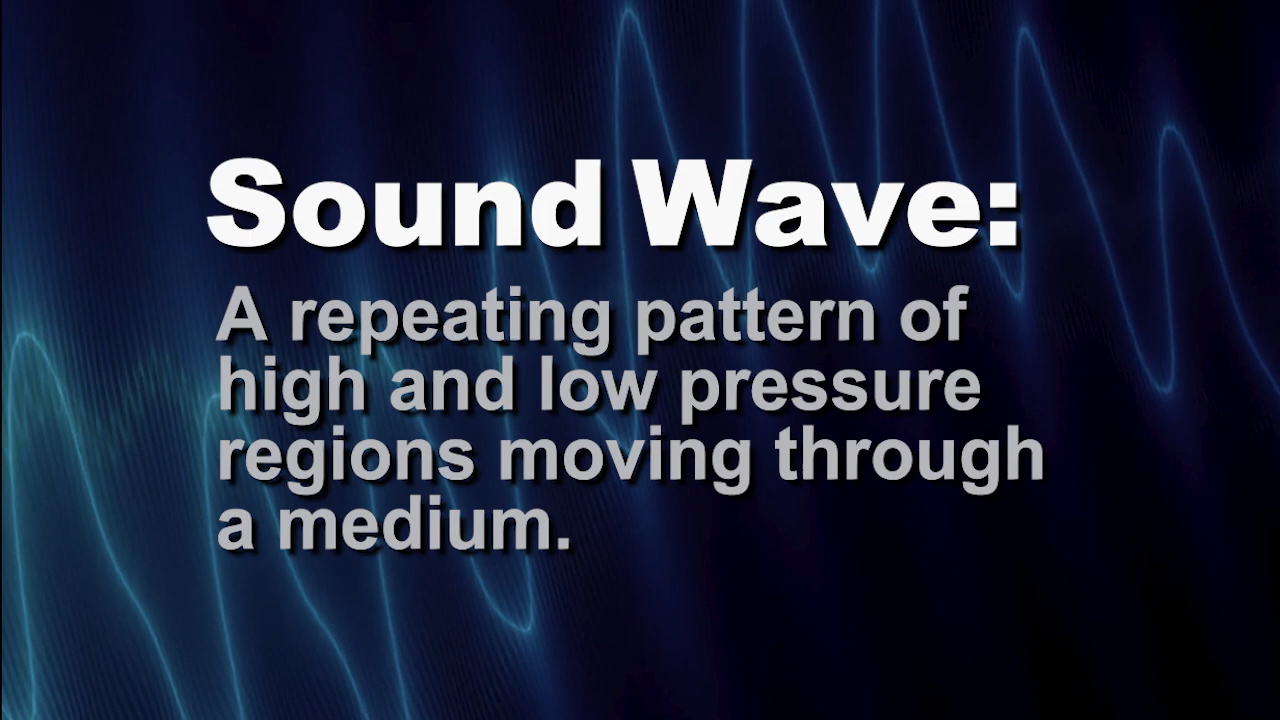 Sound Wave:
A repeating pattern of
high and low pressure
regions moving through
a medium.